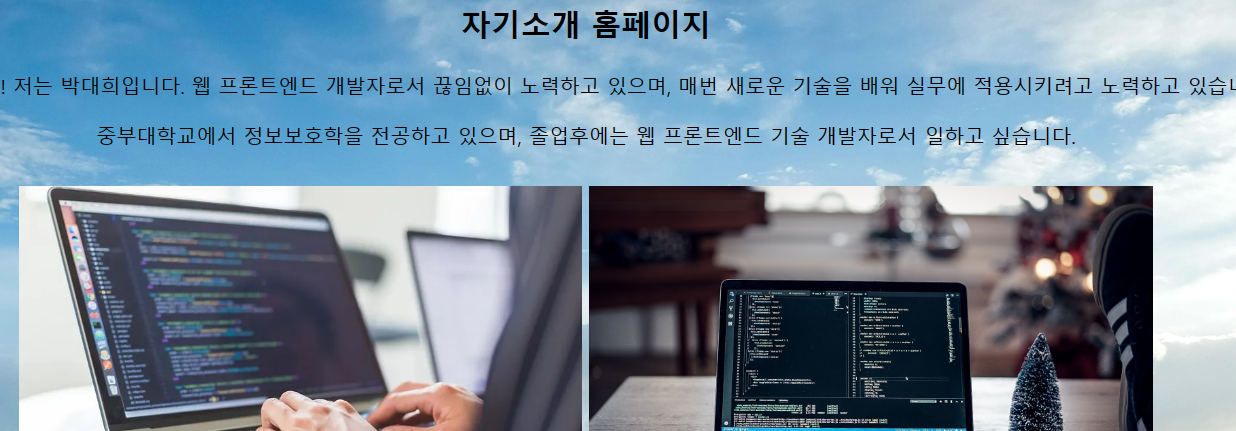 자기소개 홈페이지
! 저는 박대희입니다. 웹 프론트엔드 개발자로서 끊임없이 노력하고 있으며, 매번 새로운 기술을 배워 실무에 적용시키려고 노력하고 있습니
중부대학교에서 정보보호학을 전공하고 있으며, 졸업후에는 웹 프론트엔드 기술 개발자로서 일하고 싶습니다.